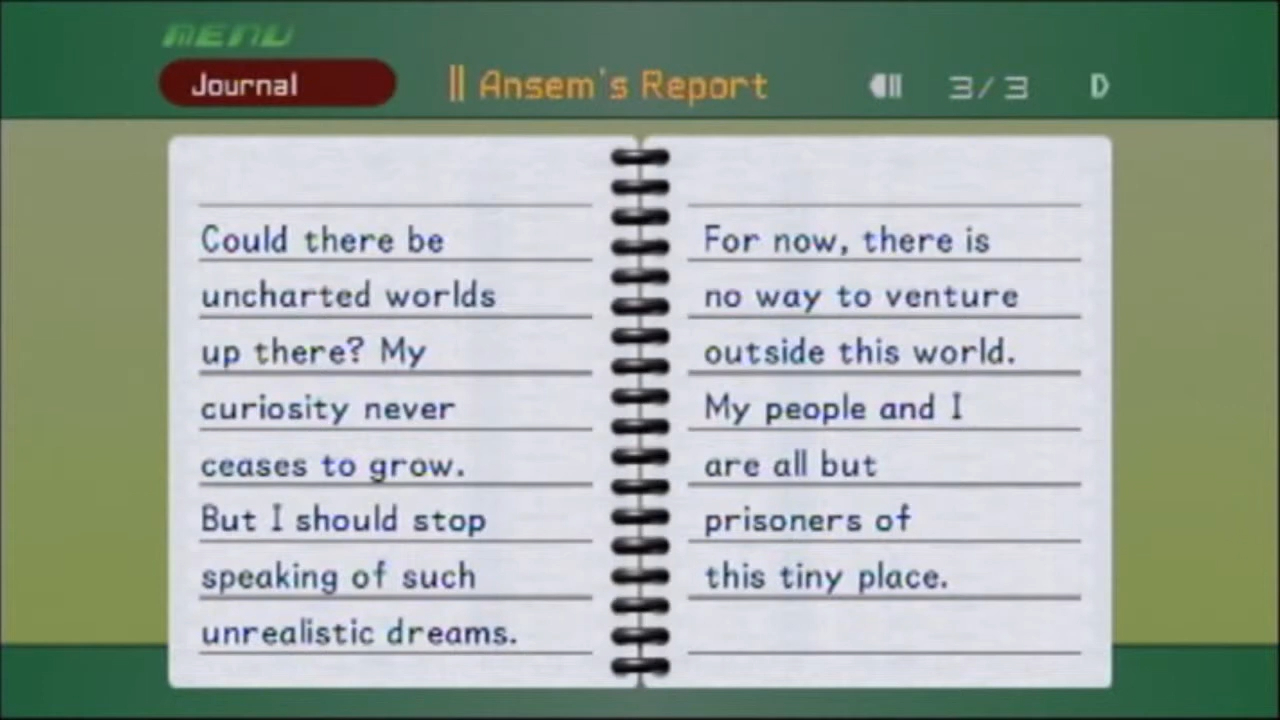 MENU
Journal
Ansem's Report
3/3
Could there be
uncharted worlds
up there? My
curiosity never
ceases to grow.
But I should stop
speaking of such
unrealistic dreams.
For now, there is
no way to venture
outside this world.
My people and I
are all but
prisoners of
this tiny place.